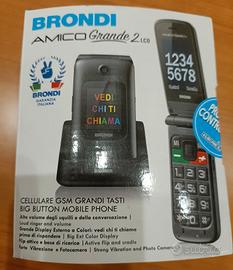 BRONDI
AMICO Grande 2 LCD
BRONDI
GARANZIA
ITALIANA
VEDI
CHI TI
CHIAMA
1234
5678
CONTR
CELLULARE GSM GRANDI TASTI
BIG BUTTON MOBILE PHONE
Alto volume degli squilli e della conversazione |
Loud ringer and volume
Grande Display Esterno a Colori: vedi chi ti chiama
prima di rispondere | Big Ext Color Display
Flip attivo e base di ricarica | Active flip and cradle
Forte Vibrazione e Fotocamera | Strong Vibration and Photo Camera